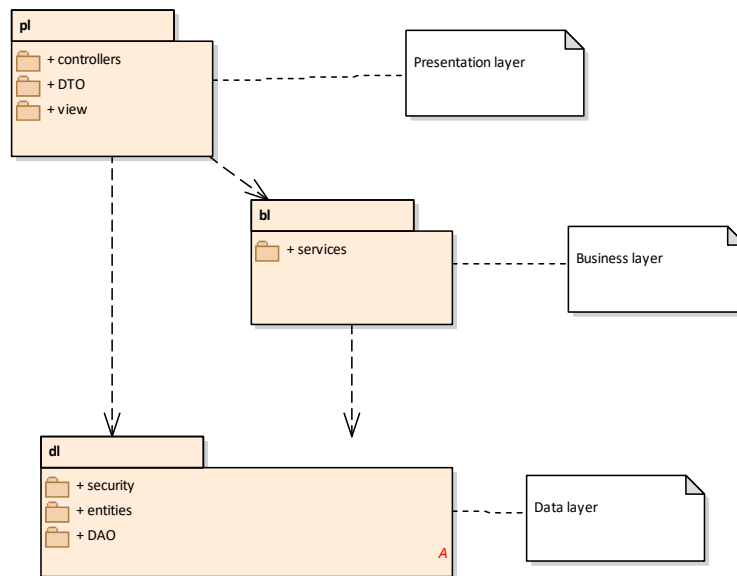 pl
+ controllers
+ DTO
+ view
Presentation layer
bl
+ services
Business layer
dl
+ security
+ entities
+ DAO
A
Data layer